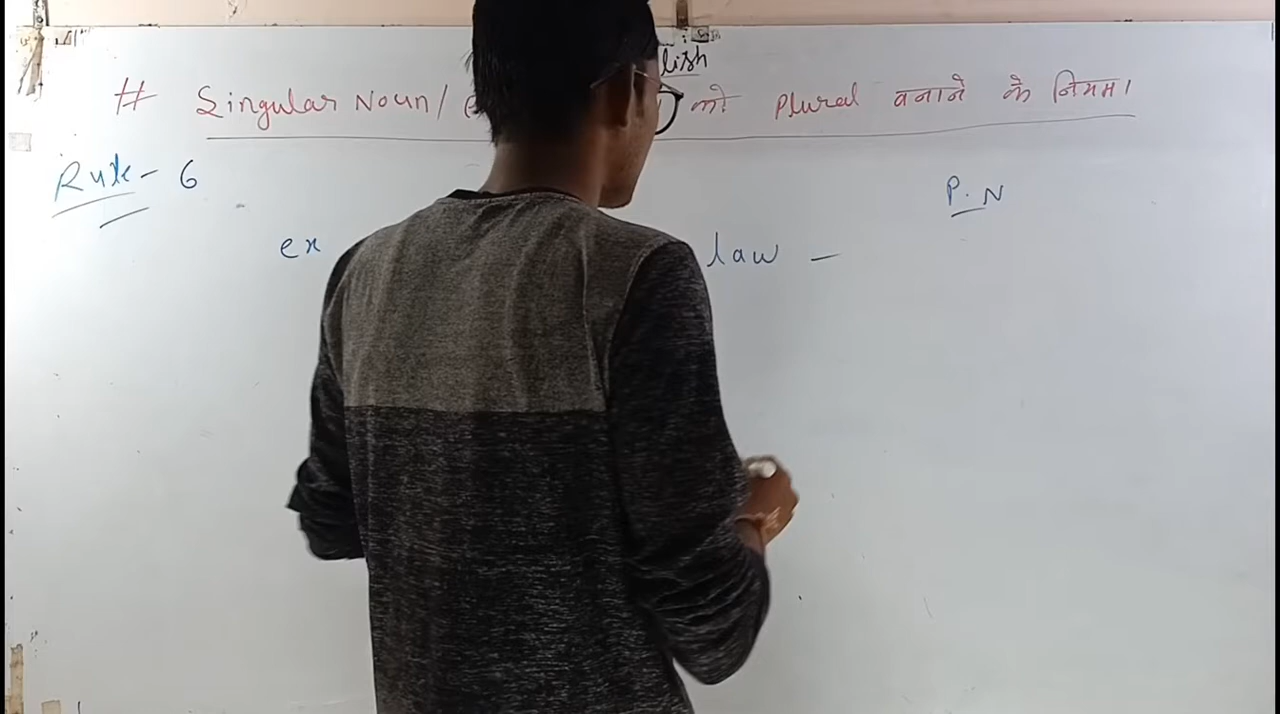 lish
# Singular Noun/ को Plural बनाने के नियम।
Rule - 6
P. N
ex law -